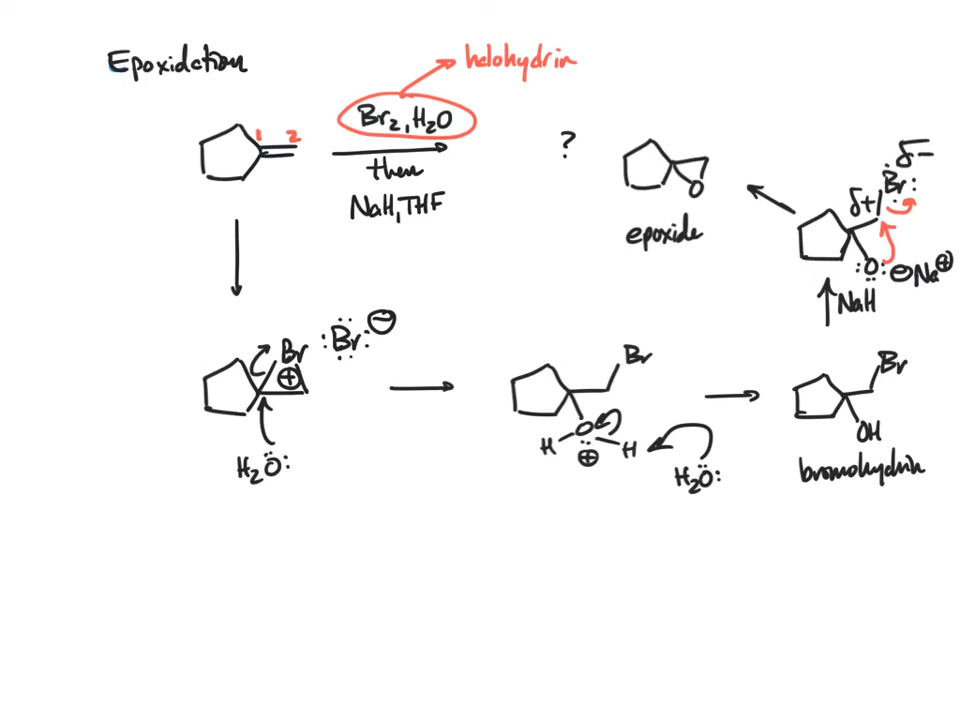 Epoxidation
halohydrin
Br2, H2O
then
NaH, THF
1 2
?
O
epoxide
δ−
:Br:
δ+
:O: ⊖ Na⊕
NaH
Br
⊕
:Br: ⊖
H2O:
Br
H O H
⊕
H2O:
Br
OH
bromohydrin